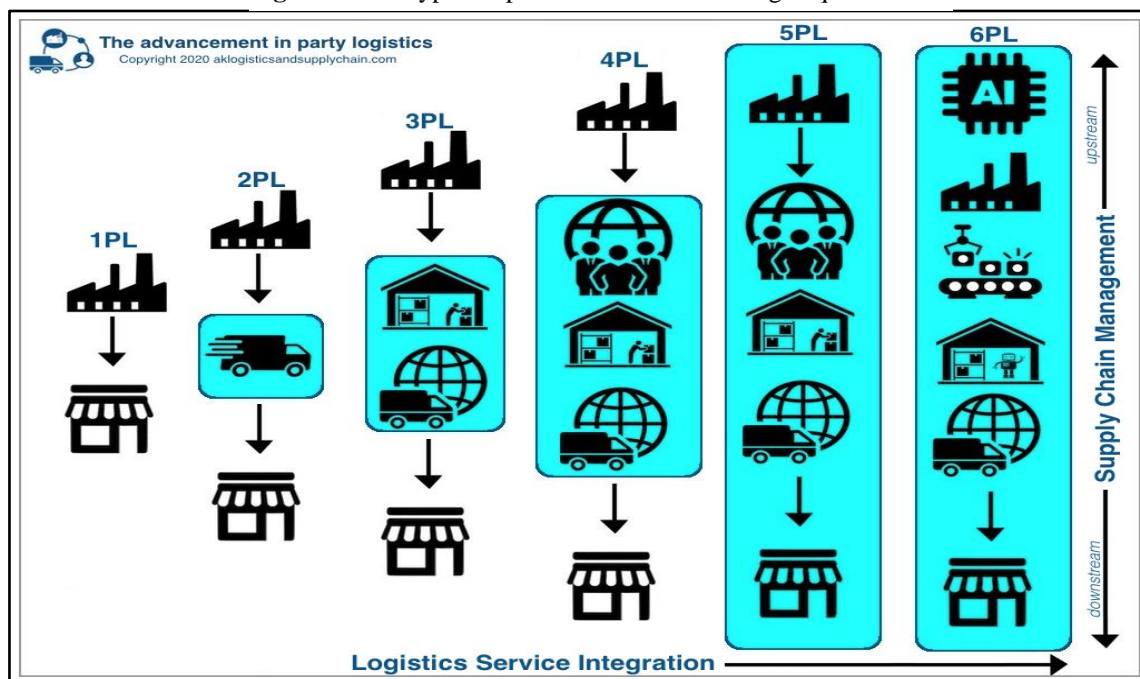 The advancement in party logistics
Copyright 2020 aklogisticsandsupplychain.com
1PL
2PL
3PL
4PL
5PL
6PL
AI
upstream
Supply Chain Management
downstream
Logistics Service Integration